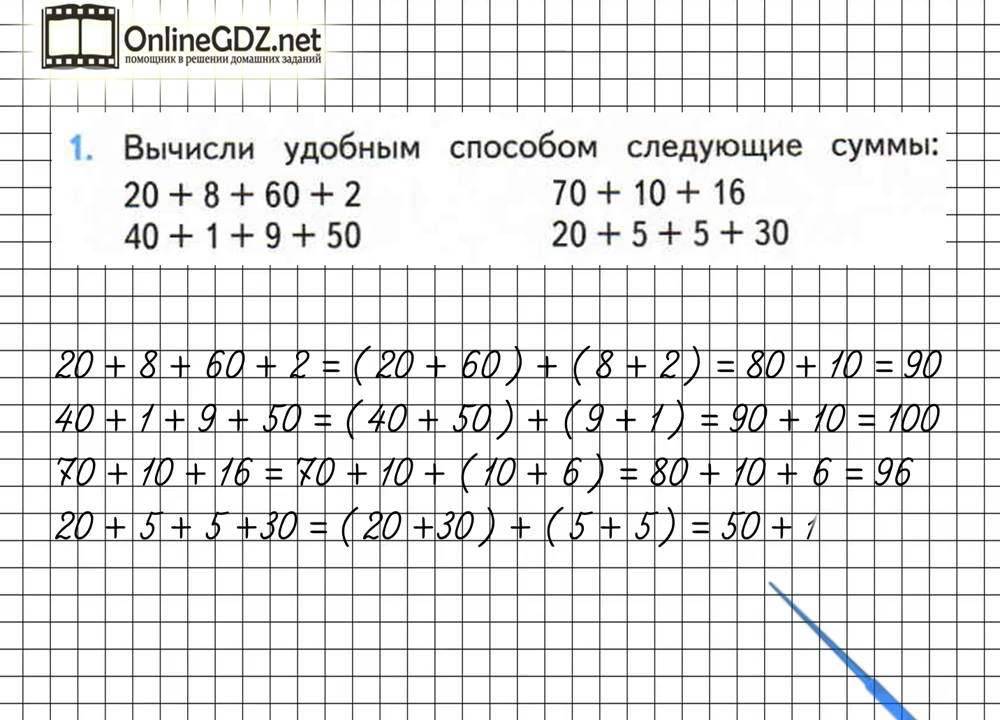 OnlineGDZ.net
помощник в решении домашних заданий
1. Вычисли удобным способом следующие суммы:
20 + 8 + 60 + 2 70 + 10 + 16
40 + 1 + 9 + 50 20 + 5 + 5 + 30
20 + 8 + 60 + 2 = ( 20 + 60 ) + ( 8 + 2 ) = 80 + 10 = 90
40 + 1 + 9 + 50 = ( 40 + 50 ) + ( 9 + 1 ) = 90 + 10 = 100
70 + 10 + 16 = 70 + 10 + ( 10 + 6 ) = 80 + 10 + 6 = 96
20 + 5 + 5 +30 = ( 20 +30 ) + ( 5 + 5 ) = 50 + 1